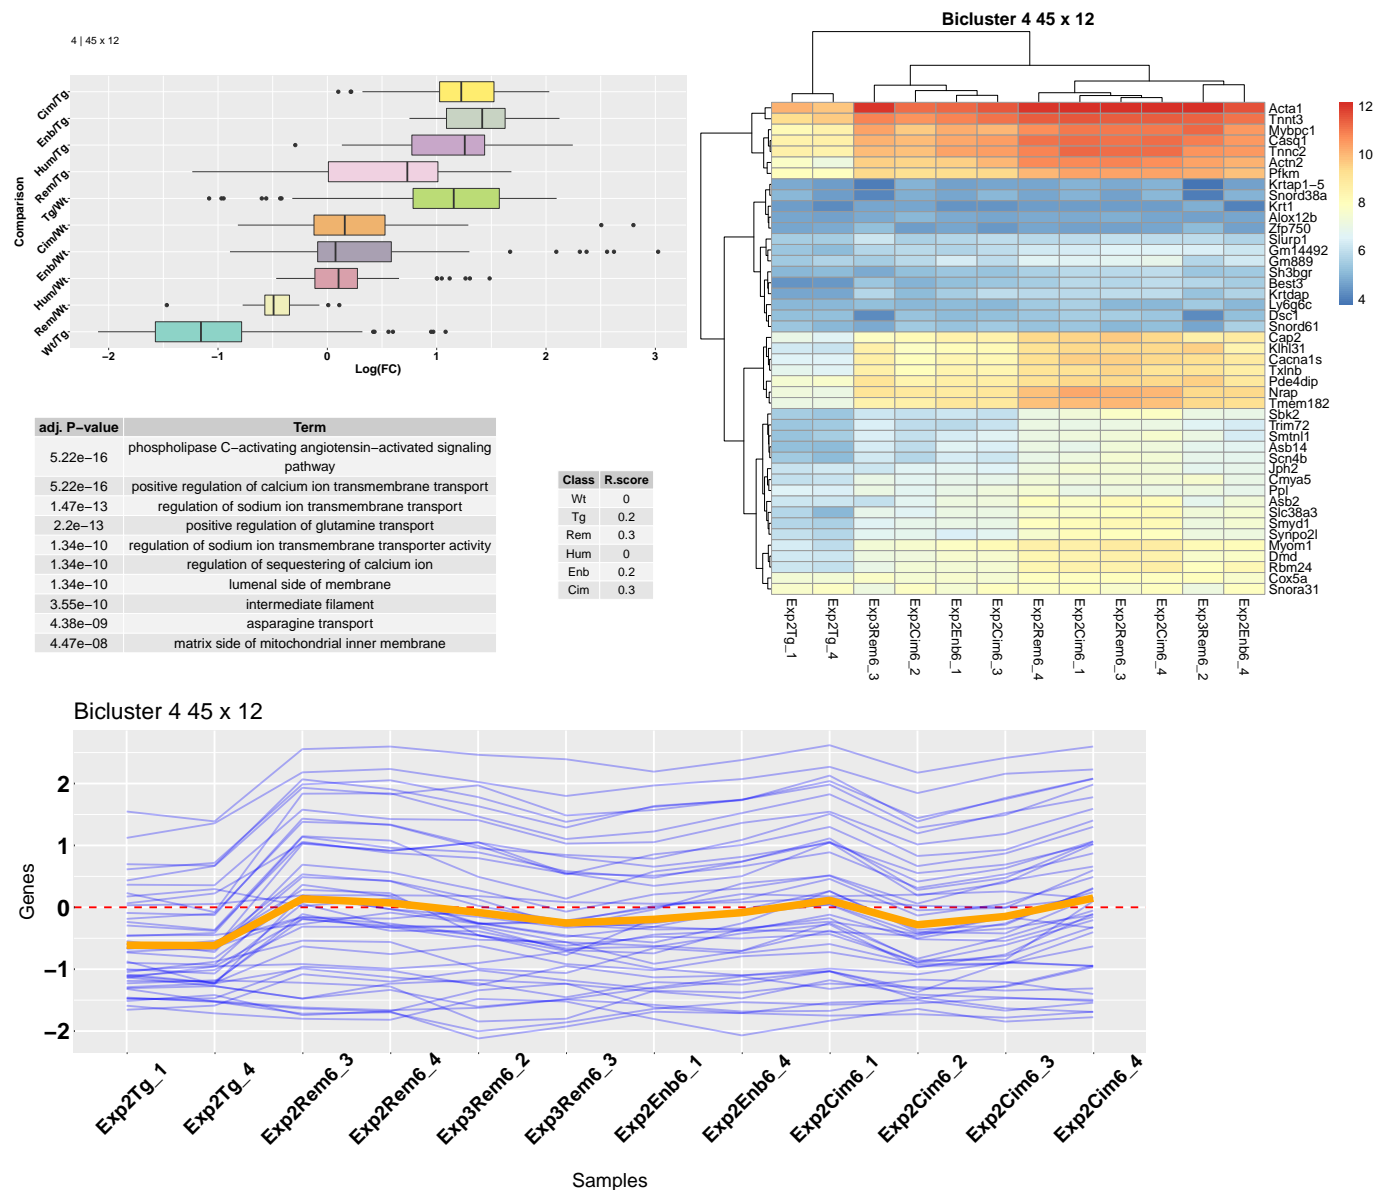 4 | 45 x 12
Comparison
Cim/Tg
Enb/Tg
Hum/Tg
Rem/Tg
Tg/Wt
Cim/Wt
Enb/Wt
Hum/Wt
Rem/Wt
Wt/Tg
−2 −1 0 1 2 3
Log(FC)
Bicluster 4 45 x 12
Acta1
Tnnt3
Mybpc1
Casq1
Tnnc2
Actn2
Pfkm
Krtap1−5
Snord38a
Krt1
Alox12b
Zfp750
Slurp1
Gm14492
Gm889
Sh3bgr
Best3
Krtdap
Ly6g6c
Dsc1
Snord61
Cap2
Klhl31
Cacna1s
Txlnb
Pde4dip
Nrap
Tmem182
Sbk2
Trim72
Smtnl1
Asb14
Scn4b
Jph2
Cmya5
Ppl
Asb2
Slc38a3
Smyd1
Synpo2l
Myom1
Dmd
Rbm24
Cox5a
Snora31
12
10
8
6
4
Exp2Tg_1
Exp2Tg_4
Exp3Rem6_3
Exp2Cim6_2
Exp2Enb6_1
Exp2Cim6_3
Exp2Rem6_4
Exp2Cim6_1
Exp2Rem6_3
Exp2Cim6_4
Exp3Rem6_2
Exp2Enb6_4
adj. P−value Term
5.22e−16 phospholipase C−activating angiotensin−activated signaling
pathway
5.22e−16 positive regulation of calcium ion transmembrane transport
1.47e−13 regulation of sodium ion transmembrane transport
2.2e−13 positive regulation of glutamine transport
1.34e−10 regulation of sodium ion transmembrane transporter activity
1.34e−10 regulation of sequestering of calcium ion
1.34e−10 lumenal side of membrane
3.55e−10 intermediate filament
4.38e−09 asparagine transport
4.47e−08 matrix side of mitochondrial inner membrane
Class R.score
Wt 0
Tg 0.2
Rem 0.3
Hum 0
Enb 0.2
Cim 0.3
Bicluster 4 45 x 12
Genes
2
1
0
−1
−2
Exp2Tg_1
Exp2Tg_4
Exp2Rem6_3
Exp2Rem6_4
Exp3Rem6_2
Exp3Rem6_3
Exp2Enb6_1
Exp2Enb6_4
Exp2Cim6_1
Exp2Cim6_2
Exp2Cim6_3
Exp2Cim6_4
Samples